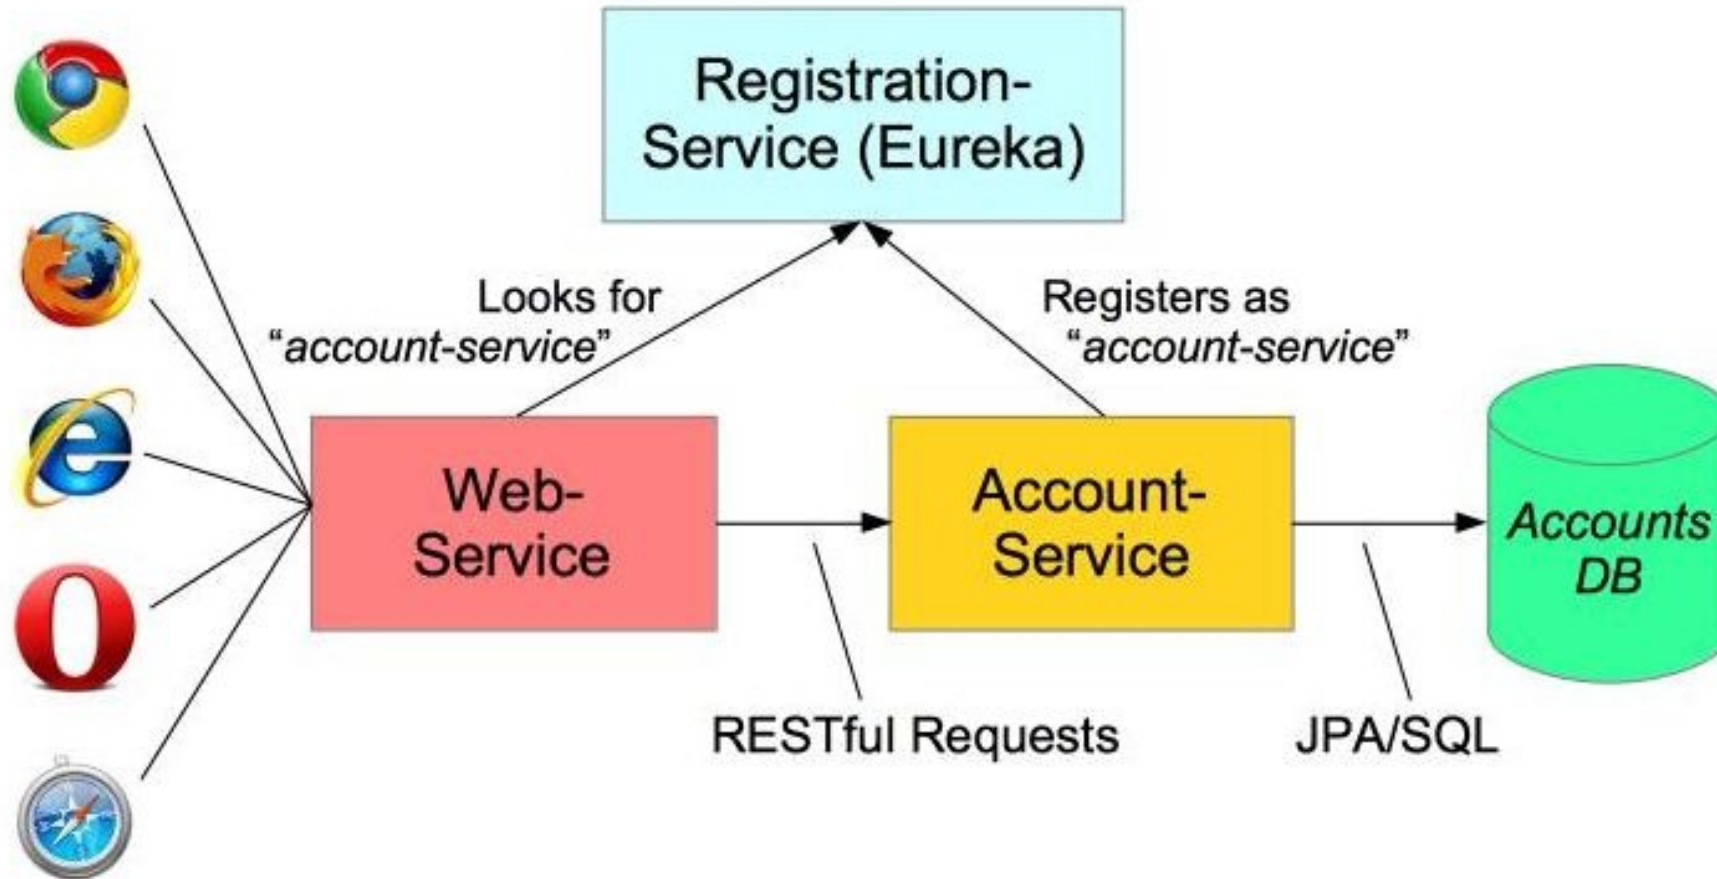 Registration-
Service (Eureka)
Looks for
“account-service”
Registers as
“account-service”
Web-
Service
Account-
Service
Accounts
DB
RESTful Requests
JPA/SQL